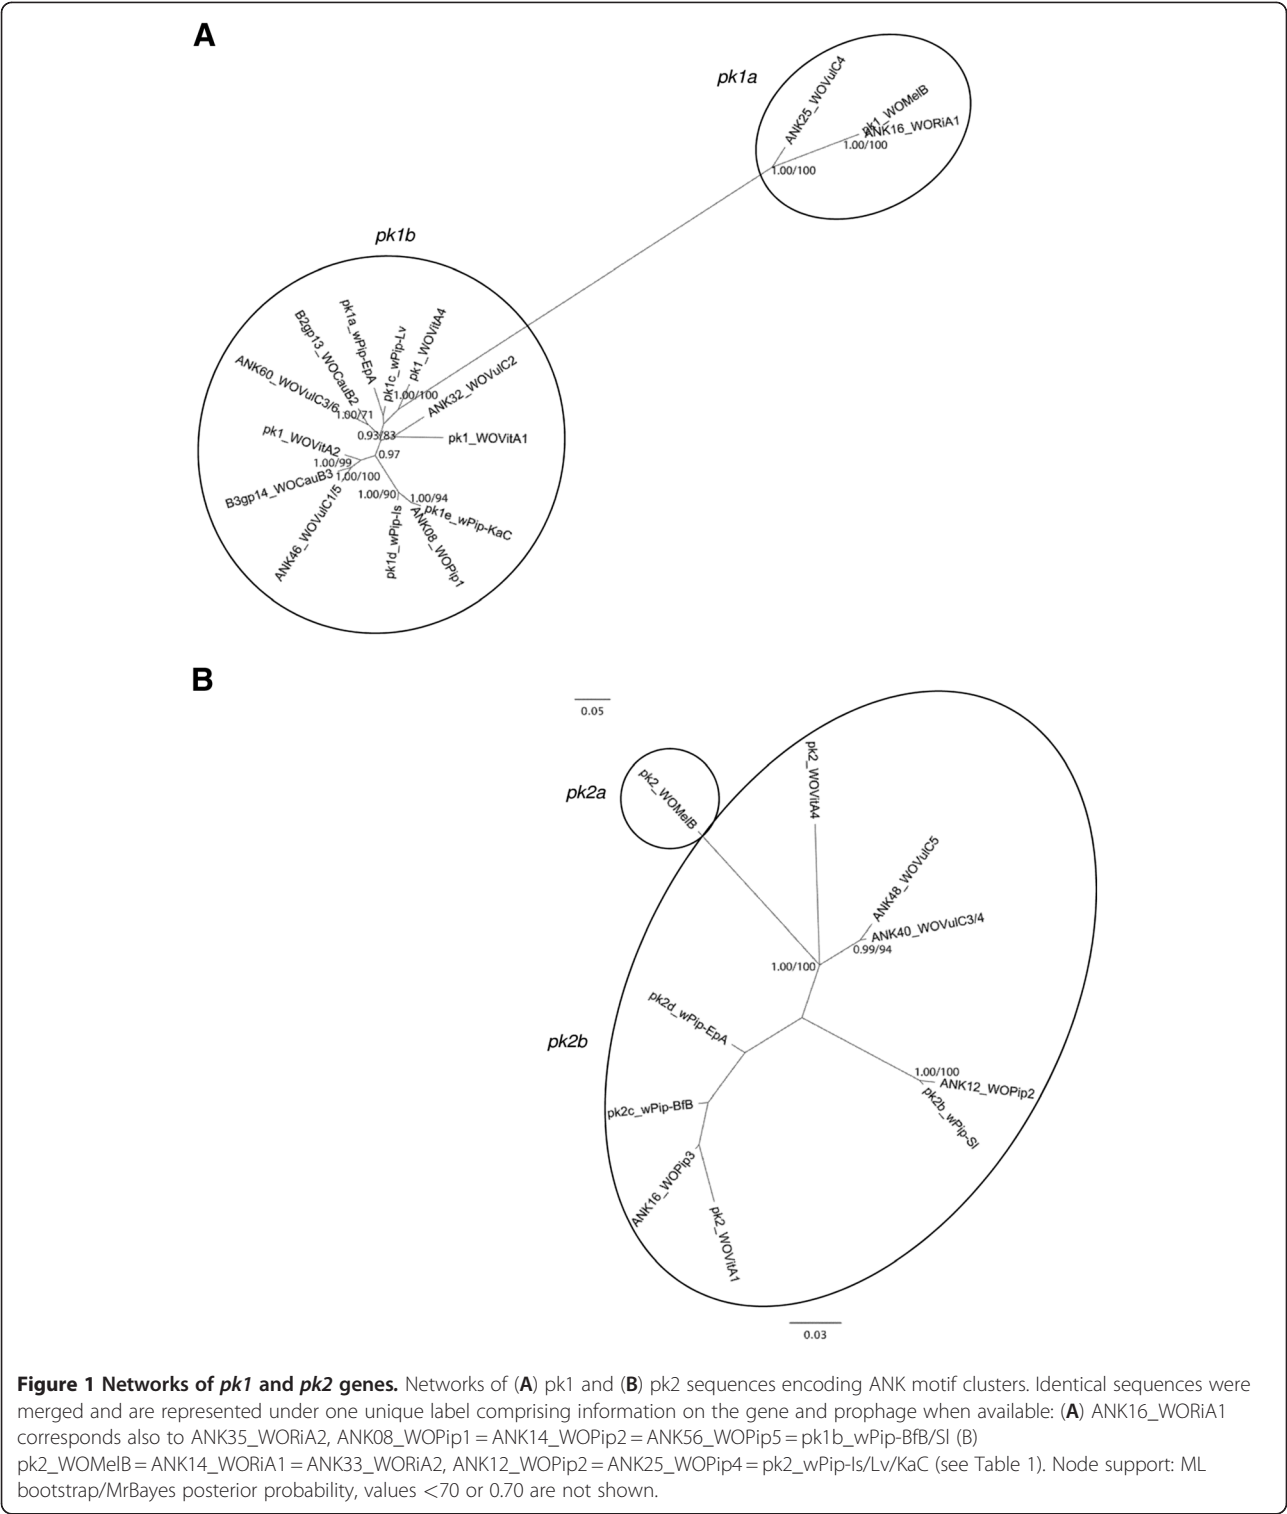 A
pk1a
ANK25_WOVulC4
pk1_WOMelB
ANK16_WORiA1
1.00/100
1.00/100
pk1b
B2gp13_WOCauB2
pk1a_wPip-EpA
pk1c_wPip-Lv
pk1_WOVitA4
ANK60_WOVulC3/6
1.00/100
ANK32_WOVulC2
1.00/71
0.93/83
pk1_WOVitA1
pk1_WOVitA2
0.97
1.00/99
1.00/100
B3gp14_WOCauB3
1.00/90
1.00/94
ANK46_WOVulC1/5
pk1d_wPip-Is
ANK08_WOPip1
pk1e_wPip-KaC
B
0.05
pk2a
pk2_WOMelB
pk2_WOVitA4
ANK48_WOVulC5
ANK40_WOVulC3/4
0.99/94
1.00/100
pk2d_wPip-EpA
pk2b
1.00/100
ANK12_WOPip2
pk2b_wPip-Sl
pk2c_wPip-BfB
ANK16_WOPip3
pk2_WOVitA1
0.03
Figure 1 Networks of pk1 and pk2 genes. Networks of (A) pk1 and (B) pk2 sequences encoding ANK motif clusters. Identical sequences were
merged and are represented under one unique label comprising information on the gene and prophage when available: (A) ANK16_WORiA1
corresponds also to ANK35_WORiA2, ANK08_WOPip1 = ANK14_WOPip2 = ANK56_WOPip5 = pk1b_wPip-BfB/Sl (B)
pk2_WOMelB = ANK14_WORiA1 = ANK33_WORiA2, ANK12_WOPip2 = ANK25_WOPip4 = pk2_wPip-Is/Lv/KaC (see Table 1). Node support: ML
bootstrap/MrBayes posterior probability, values <70 or 0.70 are not shown.